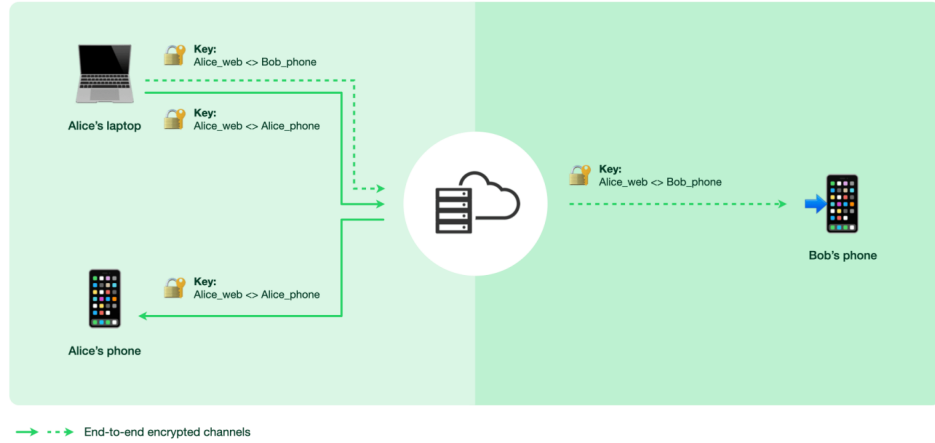 Key:
Alice_web <> Bob_phone
Alice's laptop
Key:
Alice_web <> Alice_phone
Key:
Alice_web <> Bob_phone
Bob's phone
Key:
Alice_web <> Alice_phone
Alice's phone
End-to-end encrypted channels